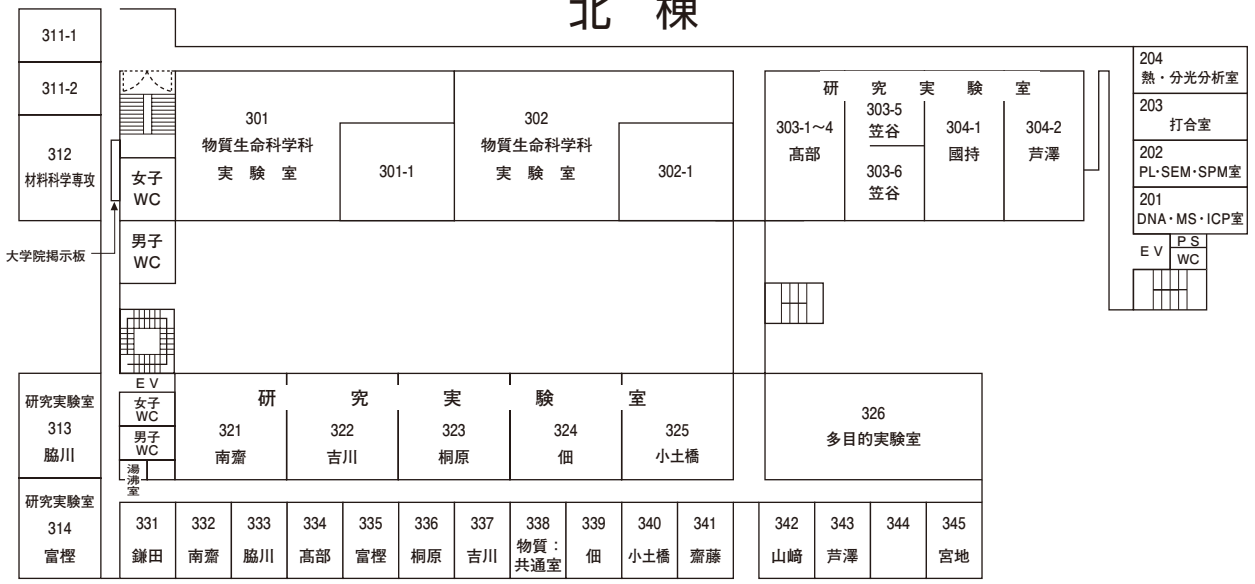 北 棟
311-1
311-2
312
材料科学専攻
大学院掲示板
女子
WC
男子
WC
301
物質生命科学科
実 験 室
301-1
302
物質生命科学科
実 験 室
302-1
研 究 実 験 室
303-1~4
髙部
303-5
笠谷
303-6
笠谷
304-1
國持
304-2
芦澤
204
熱・分光分析室
203
打合室
202
PL・SEM・SPM室
201
DNA・MS・ICP室
EV
PS
WC
研究実験室
313
脇川
研究実験室
314
富樫
EV
女子
WC
男子
WC
湯沸室
研 究 実 験 室
321
南齋
322
吉川
323
桐原
324
佃
325
小土橋
326
多目的実験室
331
鎌田
332
南齋
333
脇川
334
髙部
335
富樫
336
桐原
337
吉川
338
物質：
共通室
339
佃
340
小土橋
341
齋藤
342
山﨑
343
芦澤
344
345
宮地